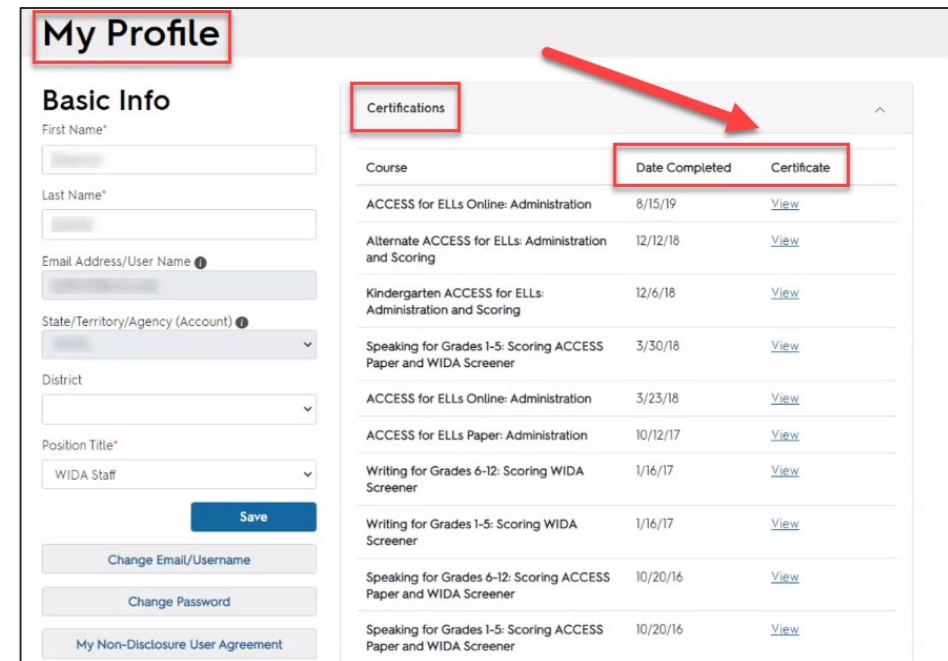 My Profile
Basic Info
First Name*
Last Name*
Email Address/User Name
State/Territory/Agency (Account)
District
Position Title*
WIDA Staff
Save
Change Email/Username
Change Password
My Non-Disclosure User Agreement
Certifications
Course Date Completed Certificate
ACCESS for ELLs Online: Administration 8/15/19 View
Alternate ACCESS for ELLs: Administration 12/12/18 View
and Scoring
Kindergarten ACCESS for ELLs: 12/6/18 View
Administration and Scoring
Speaking for Grades 1-5: Scoring ACCESS 3/30/18 View
Paper and WIDA Screener
ACCESS for ELLs Online: Administration 3/23/18 View
ACCESS for ELLs Paper: Administration 10/12/17 View
Writing for Grades 6-12: Scoring WIDA 1/16/17 View
Screener
Writing for Grades 1-5: Scoring WIDA 1/16/17 View
Screener
Speaking for Grades 6-12: Scoring ACCESS 10/20/16 View
Paper and WIDA Screener
Speaking for Grades 1-5: Scoring ACCESS 10/20/16 View
Paper and WIDA Screener